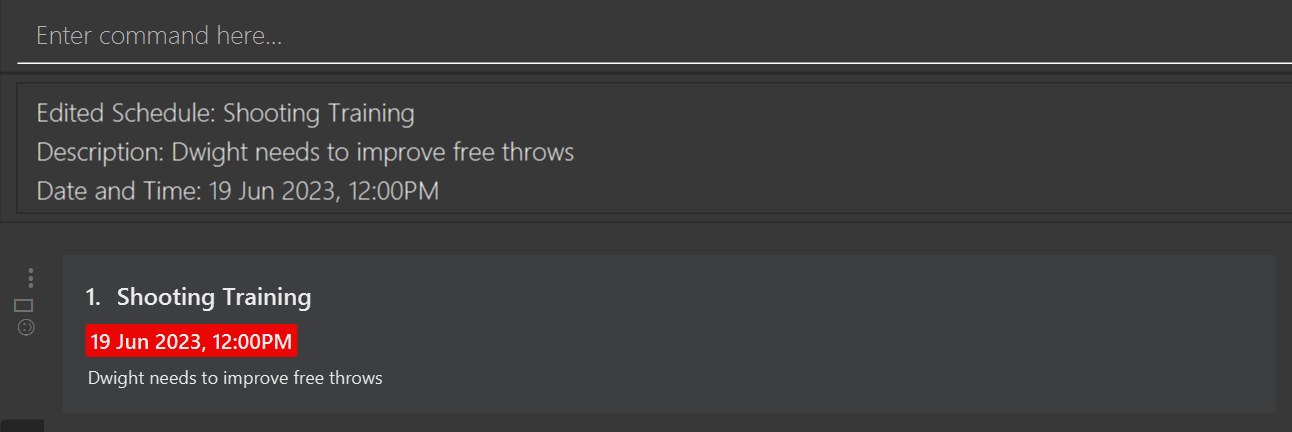 Enter command here...
Edited Schedule: Shooting Training
Description: Dwight needs to improve free throws
Date and Time: 19 Jun 2023, 12:00PM
1. Shooting Training
19 Jun 2023, 12:00PM
Dwight needs to improve free throws